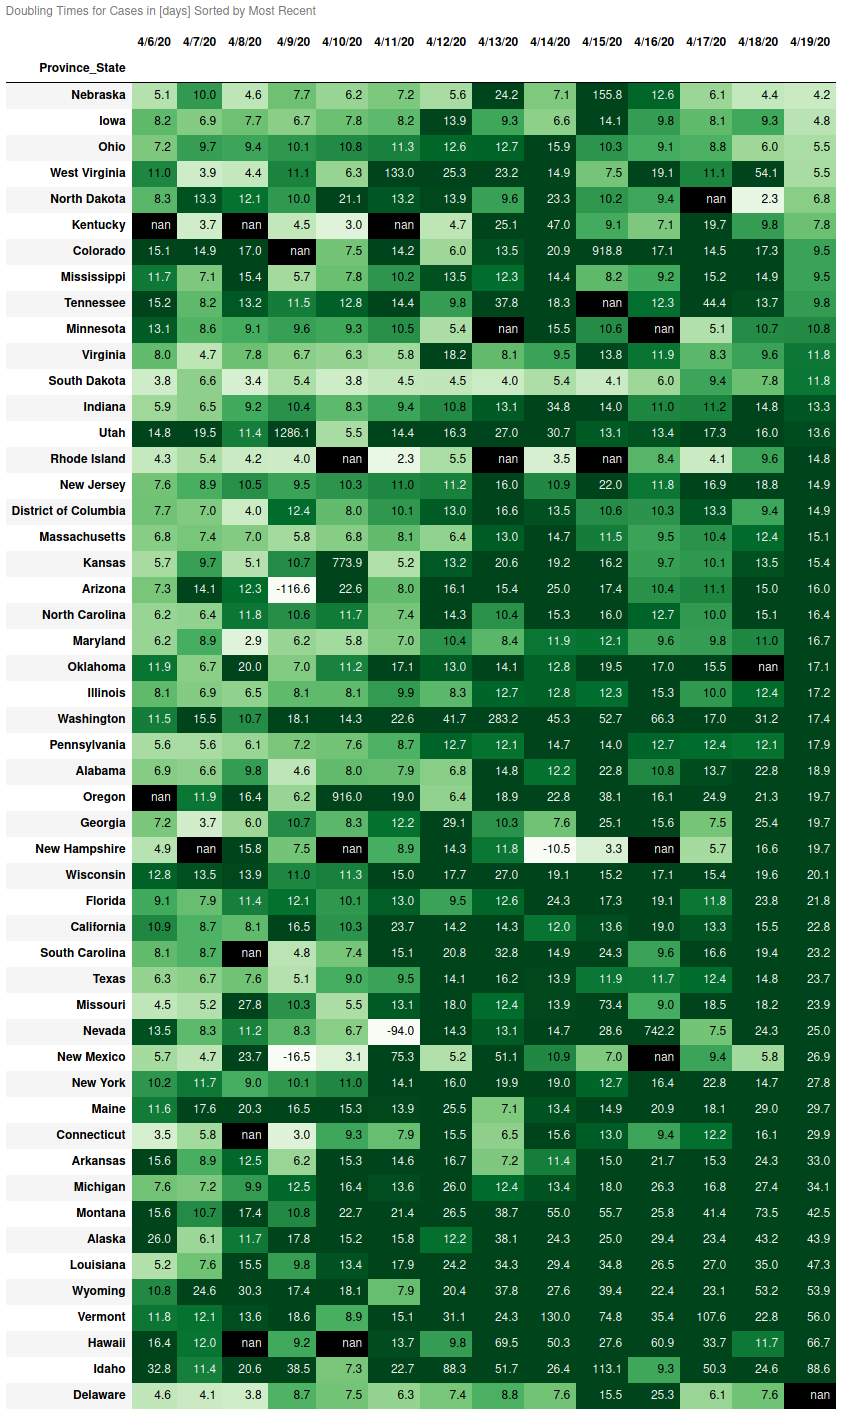 Doubling Times for Cases in [days] Sorted by Most Recent
4/6/20 4/7/20 4/8/20 4/9/20 4/10/20 4/11/20 4/12/20 4/13/20 4/14/20 4/15/20 4/16/20 4/17/20 4/18/20 4/19/20
Province_State
Nebraska 5.1 10.0 4.6 7.7 6.2 7.2 5.6 24.2 7.1 155.8 12.6 6.1 4.4 4.2
Iowa 8.2 6.9 7.7 6.7 7.8 8.2 13.9 9.3 6.6 14.1 9.8 8.1 9.3 4.8
Ohio 7.2 9.7 9.4 10.1 10.8 11.3 12.6 12.7 15.9 10.3 9.1 8.8 6.0 5.5
West Virginia 11.0 3.9 4.4 11.1 6.3 133.0 25.3 23.2 14.9 7.5 19.1 11.1 54.1 5.5
North Dakota 8.3 13.3 12.1 10.0 21.1 13.2 13.9 9.6 23.3 10.2 9.4 nan 2.3 6.8
Kentucky nan 3.7 nan 4.5 3.0 nan 4.7 25.1 47.0 9.1 7.1 19.7 9.8 7.8
Colorado 15.1 14.9 17.0 nan 7.5 14.2 6.0 13.5 20.9 918.8 17.1 14.5 17.3 9.5
Mississippi 11.7 7.1 15.4 5.7 7.8 10.2 13.5 12.3 14.4 8.2 9.2 15.2 14.9 9.5
Tennessee 15.2 8.2 13.2 11.5 12.8 14.4 9.8 37.8 18.3 nan 12.3 44.4 13.7 9.8
Minnesota 13.1 8.6 9.1 9.6 9.3 10.5 5.4 nan 15.5 10.6 nan 5.1 10.7 10.8
Virginia 8.0 4.7 7.8 6.7 6.3 5.8 18.2 8.1 9.5 13.8 11.9 8.3 9.6 11.8
South Dakota 3.8 6.6 3.4 5.4 3.8 4.5 4.5 4.0 5.4 4.1 6.0 9.4 7.8 11.8
Indiana 5.9 6.5 9.2 10.4 8.3 9.4 10.8 13.1 34.8 14.0 11.0 11.2 14.8 13.3
Utah 14.8 19.5 11.4 1286.1 5.5 14.4 16.3 27.0 30.7 13.1 13.4 17.3 16.0 13.6
Rhode Island 4.3 5.4 4.2 4.0 nan 2.3 5.5 nan 3.5 nan 8.4 4.1 9.6 14.8
New Jersey 7.6 8.9 10.5 9.5 10.3 11.0 11.2 16.0 10.9 22.0 11.8 16.9 18.8 14.9
District of Columbia 7.7 7.0 4.0 12.4 8.0 10.1 13.0 16.6 13.5 10.6 10.3 13.3 9.4 14.9
Massachusetts 6.8 7.4 7.0 5.8 6.8 8.1 6.4 13.0 14.7 11.5 9.5 10.4 12.4 15.1
Kansas 5.7 9.7 5.1 10.7 773.9 5.2 13.2 20.6 19.2 16.2 9.7 10.1 13.5 15.4
Arizona 7.3 14.1 12.3 -116.6 22.6 8.0 16.1 15.4 25.0 17.4 10.4 11.1 15.0 16.0
North Carolina 6.2 6.4 11.8 10.6 11.7 7.4 14.3 10.4 15.3 16.0 12.7 10.0 15.1 16.4
Maryland 6.2 8.9 2.9 6.2 5.8 7.0 10.4 8.4 11.9 12.1 9.6 9.8 11.0 16.7
Oklahoma 11.9 6.7 20.0 7.0 11.2 17.1 13.0 14.1 12.8 19.5 17.0 15.5 nan 17.1
Illinois 8.1 6.9 6.5 8.1 8.1 9.9 8.3 12.7 12.8 12.3 15.3 10.0 12.4 17.2
Washington 11.5 15.5 10.7 18.1 14.3 22.6 41.7 283.2 45.3 52.7 66.3 17.0 31.2 17.4
Pennsylvania 5.6 5.6 6.1 7.2 7.6 8.7 12.7 12.1 14.7 14.0 12.7 12.4 12.1 17.9
Alabama 6.9 6.6 9.8 4.6 8.0 7.9 6.8 14.8 12.2 22.8 10.8 13.7 22.8 18.9
Oregon nan 11.9 16.4 6.2 916.0 19.0 6.4 18.9 22.8 38.1 16.1 24.9 21.3 19.7
Georgia 7.2 3.7 6.0 10.7 8.3 12.2 29.1 10.3 7.6 25.1 15.6 7.5 25.4 19.7
New Hampshire 4.9 nan 15.8 7.5 nan 8.9 14.3 11.8 -10.5 3.3 nan 5.7 16.6 19.7
Wisconsin 12.8 13.5 13.9 11.0 11.3 15.0 17.7 27.0 19.1 15.2 17.1 15.4 19.6 20.1
Florida 9.1 7.9 11.4 12.1 10.1 13.0 9.5 12.6 24.3 17.3 19.1 11.8 23.8 21.8
California 10.9 8.7 8.1 16.5 10.3 23.7 14.2 14.3 12.0 13.6 19.0 13.3 15.5 22.8
South Carolina 8.1 8.7 nan 4.8 7.4 15.1 20.8 32.8 14.9 24.3 9.6 16.6 19.4 23.2
Texas 6.3 6.7 7.6 5.1 9.0 9.5 14.1 16.2 13.9 11.9 11.7 12.4 14.8 23.7
Missouri 4.5 5.2 27.8 10.3 5.5 13.1 18.0 12.4 13.9 73.4 9.0 18.5 18.2 23.9
Nevada 13.5 8.3 11.2 8.3 6.7 -94.0 14.3 13.1 14.7 28.6 742.2 7.5 24.3 25.0
New Mexico 5.7 4.7 23.7 -16.5 3.1 75.3 5.2 51.1 10.9 7.0 nan 9.4 5.8 26.9
New York 10.2 11.7 9.0 10.1 11.0 14.1 16.0 19.9 19.0 12.7 16.4 22.8 14.7 27.8
Maine 11.6 17.6 20.3 16.5 15.3 13.9 25.5 7.1 13.4 14.9 20.9 18.1 29.0 29.7
Connecticut 3.5 5.8 nan 3.0 9.3 7.9 15.5 6.5 15.6 13.0 9.4 12.2 16.1 29.9
Arkansas 15.6 8.9 12.5 6.2 15.3 14.6 16.7 7.2 11.4 15.0 21.7 15.3 24.3 33.0
Michigan 7.6 7.2 9.9 12.5 16.4 13.6 26.0 12.4 13.4 18.0 26.3 16.8 27.4 34.1
Montana 15.6 10.7 17.4 10.8 22.7 21.4 26.5 38.7 55.0 55.7 25.8 41.4 73.5 42.5
Alaska 26.0 6.1 11.7 17.8 15.2 15.8 12.2 38.1 24.3 25.0 29.4 23.4 43.2 43.9
Louisiana 5.2 7.6 15.5 9.8 13.4 17.9 24.2 34.3 29.4 34.8 26.5 27.0 35.0 47.3
Wyoming 10.8 24.6 30.3 17.4 18.1 7.9 20.4 37.8 27.6 39.4 22.4 23.1 53.2 53.9
Vermont 11.8 12.1 13.6 18.6 8.9 15.1 31.1 24.3 130.0 74.8 35.4 107.6 22.8 56.0
Hawaii 16.4 12.0 nan 9.2 nan 13.7 9.8 69.5 50.3 27.6 60.9 33.7 11.7 66.7
Idaho 32.8 11.4 20.6 38.5 7.3 22.7 88.3 51.7 26.4 113.1 9.3 50.3 24.6 88.6
Delaware 4.6 4.1 3.8 8.7 7.5 6.3 7.4 8.8 7.6 15.5 25.3 6.1 7.6 nan